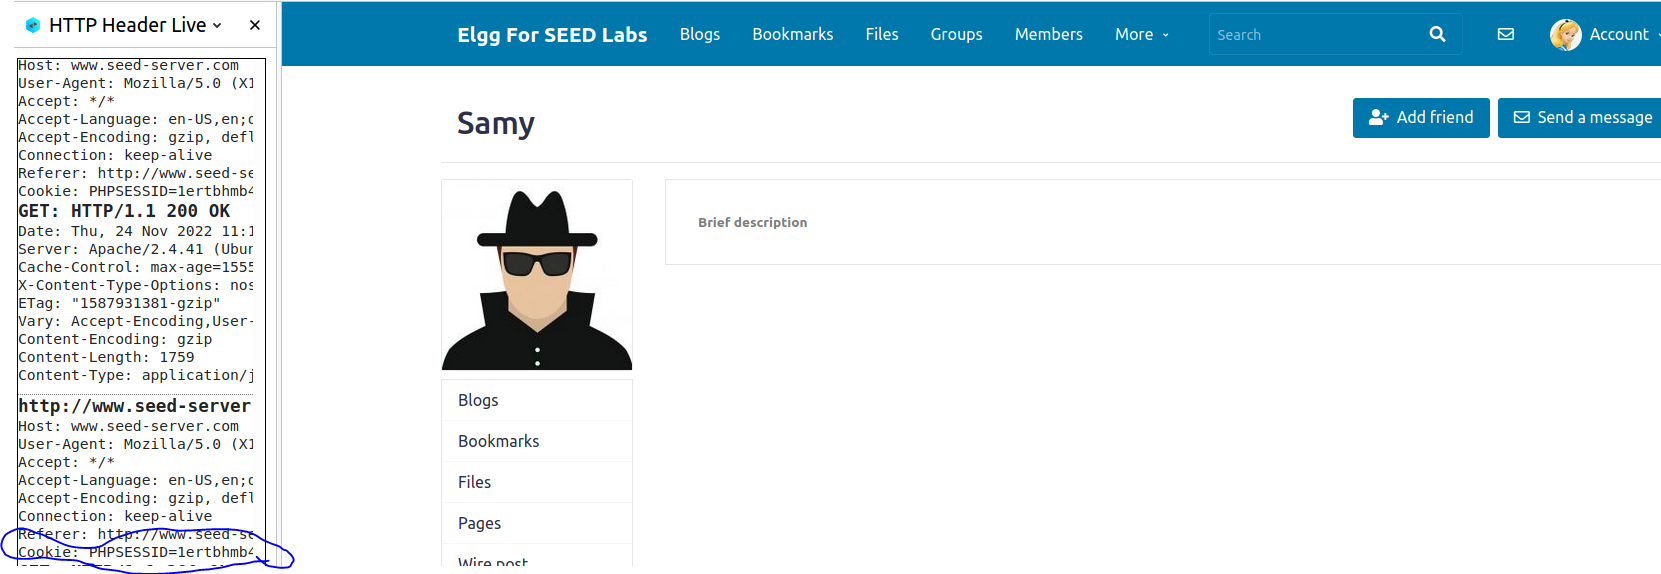 HTTP Header Live
Host: www.seed-server.com
User-Agent: Mozilla/5.0 (X1
Accept: */*
Accept-Language: en-US,en;q
Accept-Encoding: gzip, defl
Connection: keep-alive
Referer: http://www.seed-se
Cookie: PHPSESSID=1ertbhmb4
GET: HTTP/1.1 200 OK
Date: Thu, 24 Nov 2022 11:1
Server: Apache/2.4.41 (Ubun
Cache-Control: max-age=1555
X-Content-Type-Options: nos
ETag: "1587931381-gzip"
Vary: Accept-Encoding,User-
Content-Encoding: gzip
Content-Length: 1759
Content-Type: application/j
http://www.seed-server
Host: www.seed-server.com
User-Agent: Mozilla/5.0 (X1
Accept: */*
Accept-Language: en-US,en;q
Accept-Encoding: gzip, defl
Connection: keep-alive
Referer: http://www.seed-se
Cookie: PHPSESSID=1ertbhmb4
Elgg For SEED Labs Blogs Bookmarks Files Groups Members More Search Account
Samy
Add friend Send a message
Brief description
Blogs
Bookmarks
Files
Pages
Wire post